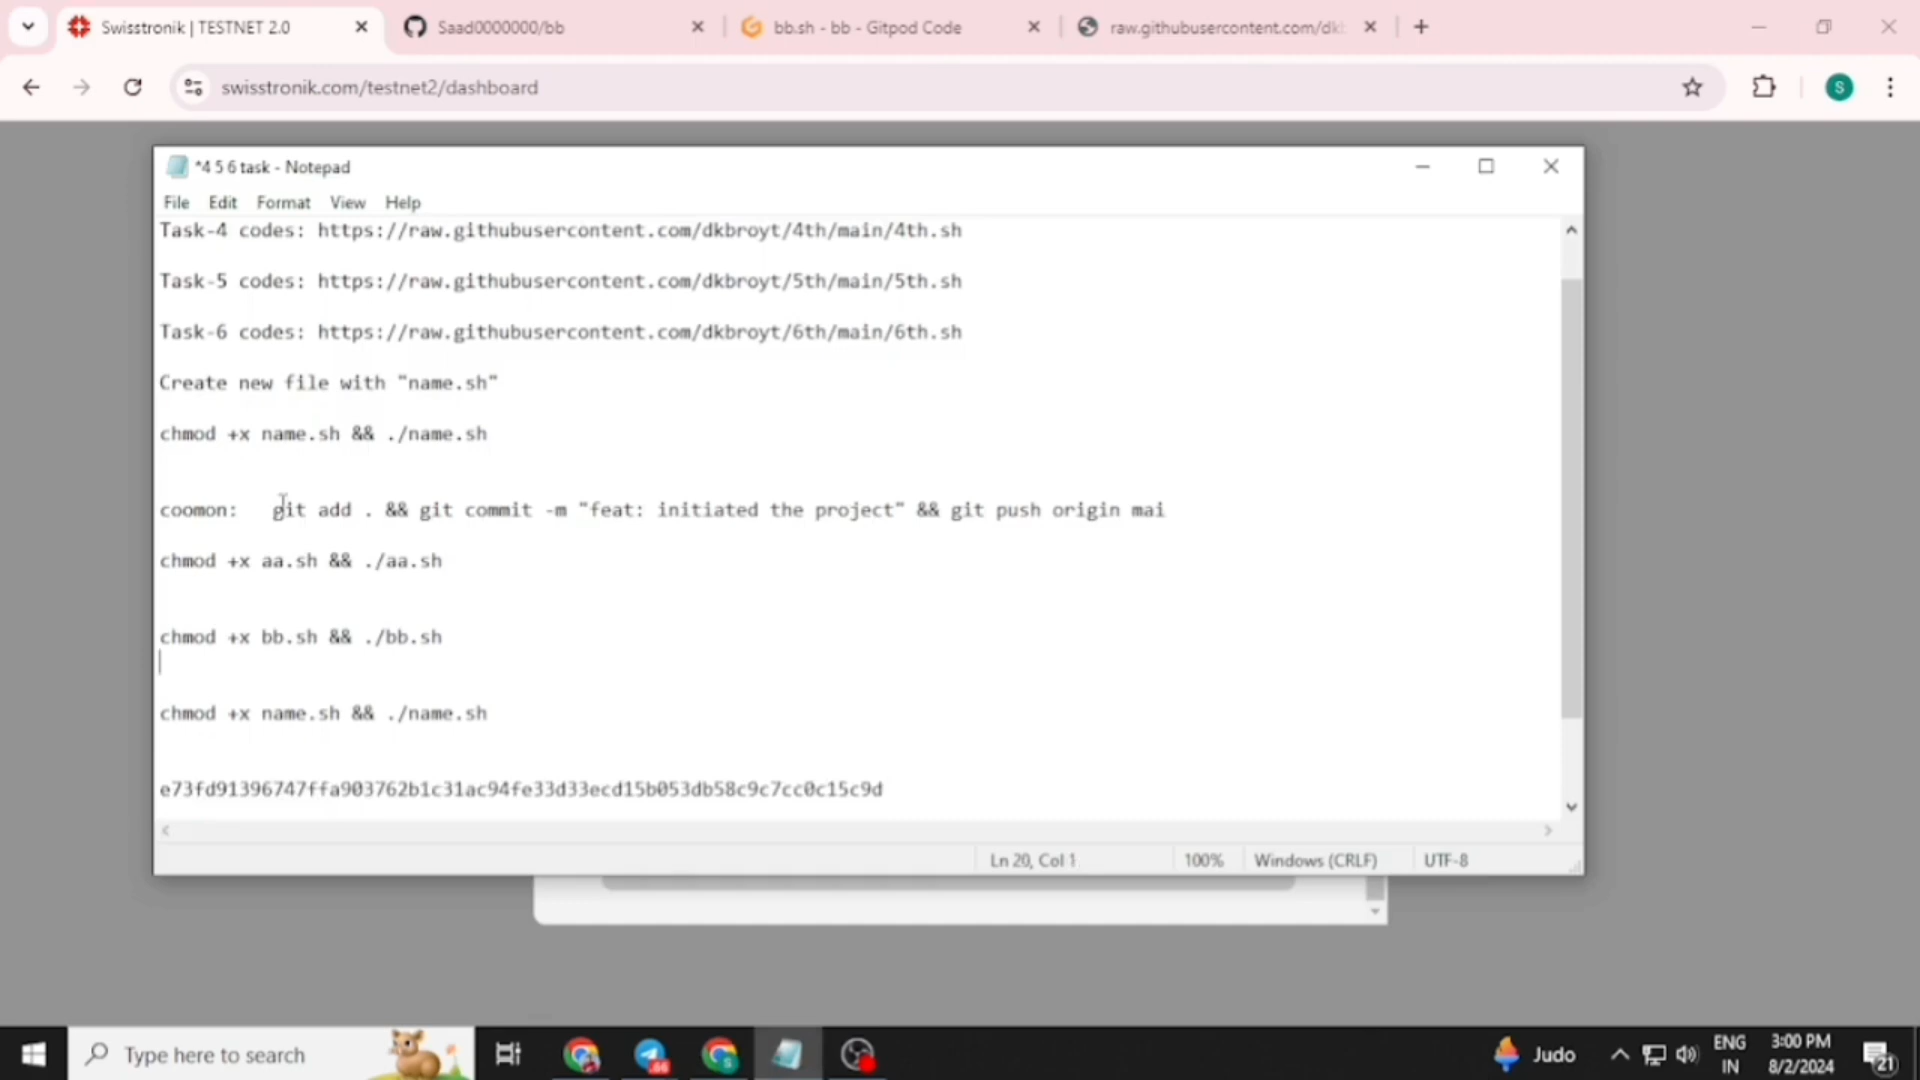 Swisstronik | TESTNET 2.0
Saad0000000/bb
bb.sh - bb - Gitpod Code
raw.githubusercontent.com/dk
swisstronik.com/testnet2/dashboard
S
*4 5 6 task - Notepad
File Edit Format View Help
Task-4 codes: https://raw.githubusercontent.com/dkbroyt/4th/main/4th.sh
Task-5 codes: https://raw.githubusercontent.com/dkbroyt/5th/main/5th.sh
Task-6 codes: https://raw.githubusercontent.com/dkbroyt/6th/main/6th.sh
Create new file with "name.sh"
chmod +x name.sh && ./name.sh
coomon: git add . && git commit -m "feat: initiated the project" && git push origin mai
chmod +x aa.sh && ./aa.sh
chmod +x bb.sh && ./bb.sh
chmod +x name.sh && ./name.sh
e73fd91396747ffa903762b1c31ac94fe33d33ecd15b053db58c9c7cc0c15c9d
Ln 20, Col 1
100%
Windows (CRLF)
UTF-8
Type here to search
Judo
ENG
IN
3:00 PM
8/2/2024
21